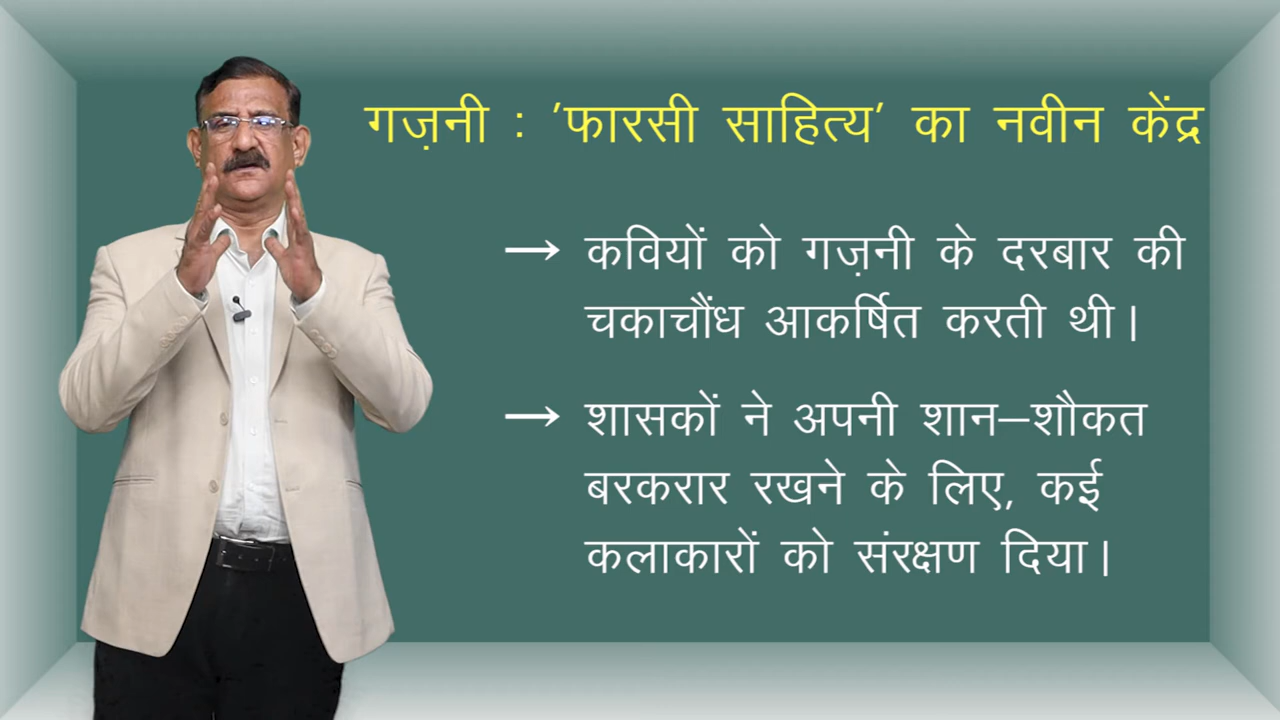 गज़नी : 'फारसी साहित्य' का नवीन केंद्र
→ कवियों को गज़नी के दरबार की
चकाचौंध आकर्षित करती थी।
→ शासकों ने अपनी शान–शौकत
बरकरार रखने के लिए, कई
कलाकारों को संरक्षण दिया।